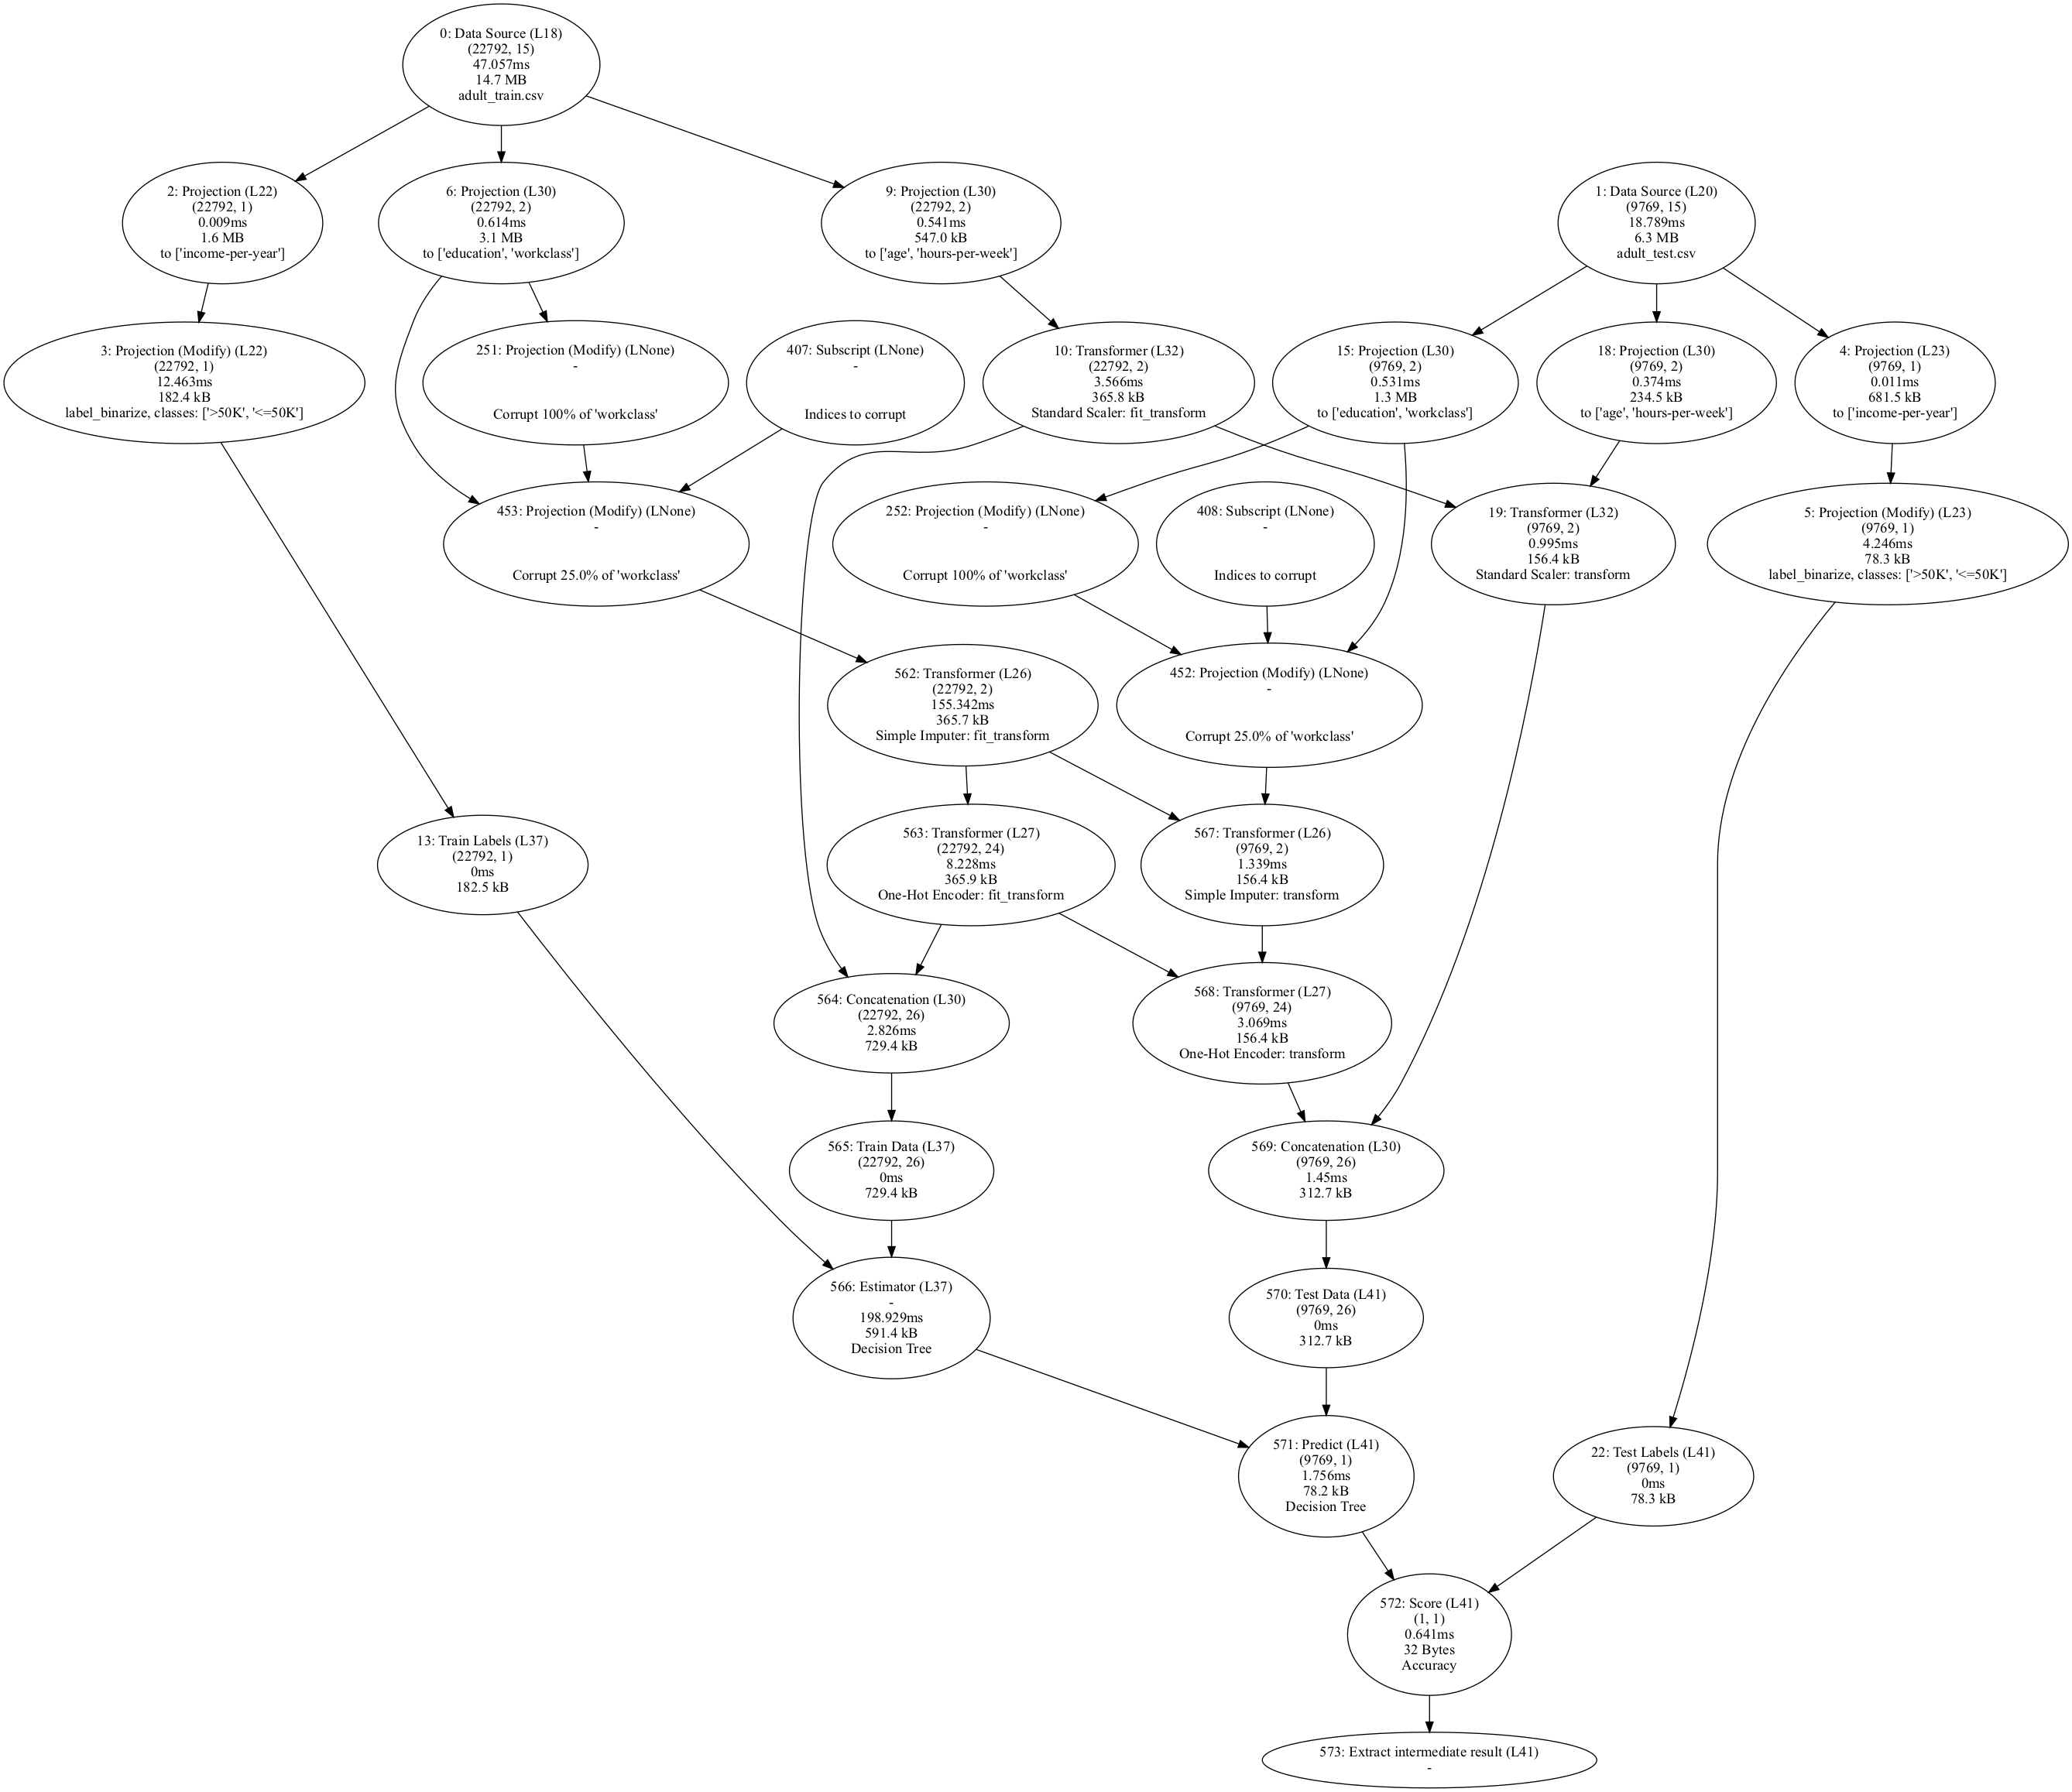 0: Data Source (L18)
(22792, 15)
47.057ms
14.7 MB
adult_train.csv
2: Projection (L22)
(22792, 1)
0.009ms
1.6 MB
to ['income-per-year']
6: Projection (L30)
(22792, 2)
0.614ms
3.1 MB
to ['education', 'workclass']
9: Projection (L30)
(22792, 2)
0.541ms
547.0 kB
to ['age', 'hours-per-week']
1: Data Source (L20)
(9769, 15)
18.789ms
6.3 MB
adult_test.csv
3: Projection (Modify) (L22)
(22792, 1)
12.463ms
182.4 kB
label_binarize, classes: ['>50K', '<=50K']
251: Projection (Modify) (LNone)
-
Corrupt 100% of 'workclass'
407: Subscript (LNone)
-
Indices to corrupt
10: Transformer (L32)
(22792, 2)
3.566ms
365.8 kB
Standard Scaler: fit_transform
15: Projection (L30)
(9769, 2)
0.531ms
1.3 MB
to ['education', 'workclass']
18: Projection (L30)
(9769, 2)
0.374ms
234.5 kB
to ['age', 'hours-per-week']
4: Projection (L23)
(9769, 1)
0.011ms
681.5 kB
to ['income-per-year']
453: Projection (Modify) (LNone)
-
Corrupt 25.0% of 'workclass'
252: Projection (Modify) (LNone)
-
Corrupt 100% of 'workclass'
408: Subscript (LNone)
-
Indices to corrupt
19: Transformer (L32)
(9769, 2)
0.995ms
156.4 kB
Standard Scaler: transform
5: Projection (Modify) (L23)
(9769, 1)
4.246ms
78.3 kB
label_binarize, classes: ['>50K', '<=50K']
562: Transformer (L26)
(22792, 2)
155.342ms
365.7 kB
Simple Imputer: fit_transform
452: Projection (Modify) (LNone)
-
Corrupt 25.0% of 'workclass'
13: Train Labels (L37)
(22792, 1)
0ms
182.5 kB
563: Transformer (L27)
(22792, 24)
8.228ms
365.9 kB
One-Hot Encoder: fit_transform
567: Transformer (L26)
(9769, 2)
1.339ms
156.4 kB
Simple Imputer: transform
564: Concatenation (L30)
(22792, 26)
2.826ms
729.4 kB
568: Transformer (L27)
(9769, 24)
3.069ms
156.4 kB
One-Hot Encoder: transform
565: Train Data (L37)
(22792, 26)
0ms
729.4 kB
569: Concatenation (L30)
(9769, 26)
1.45ms
312.7 kB
566: Estimator (L37)
-
198.929ms
591.4 kB
Decision Tree
570: Test Data (L41)
(9769, 26)
0ms
312.7 kB
571: Predict (L41)
(9769, 1)
1.756ms
78.2 kB
Decision Tree
22: Test Labels (L41)
(9769, 1)
0ms
78.3 kB
572: Score (L41)
(1, 1)
0.641ms
32 Bytes
Accuracy
573: Extract intermediate result (L41)
-